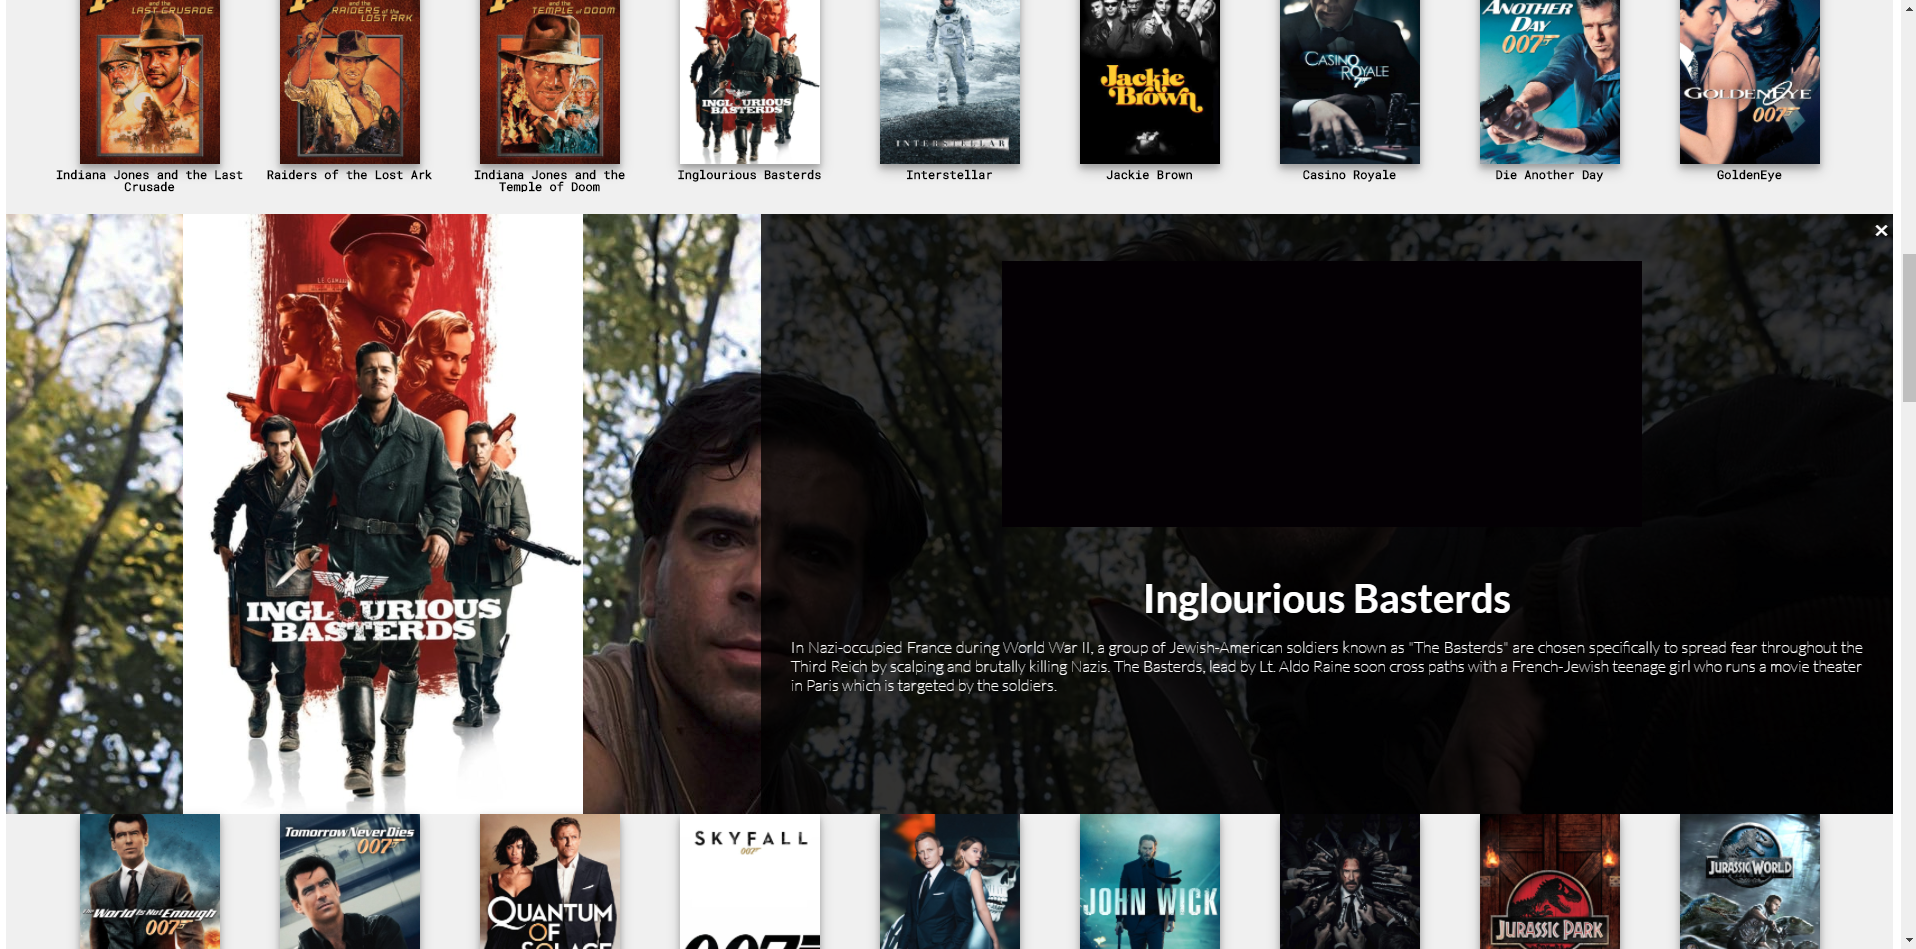 and the
LAST CRUSADE
and the
RAIDERS of the
LOST ARK
and the
TEMPLE of DOOM
INGLOURIOUS
BASTERDS
INTERSTELLAR
Jackie
Brown
CASINO
ROYALE
ANOTHER
DAY
007
GOLDENEYE
007
Indiana Jones and the Last
Crusade
Raiders of the Lost Ark
Indiana Jones and the
Temple of Doom
Inglourious Basterds
Interstellar
Jackie Brown
Casino Royale
Die Another Day
GoldenEye
×
INGLOURIOUS
BASTERDS
Inglourious Basterds
In Nazi-occupied France during World War II, a group of Jewish-American soldiers known as "The Basterds" are chosen specifically to spread fear throughout the
Third Reich by scalping and brutally killing Nazis. The Basterds, lead by Lt. Aldo Raine soon cross paths with a French-Jewish teenage girl who runs a movie theater
in Paris which is targeted by the soldiers.
The World Is Not Enough
007
Tomorrow Never Dies
007
QUANTUM
OF
SOLACE
SKYFALL
007
007
JOHN WICK
JURASSIC PARK
JURASSIC WORLD